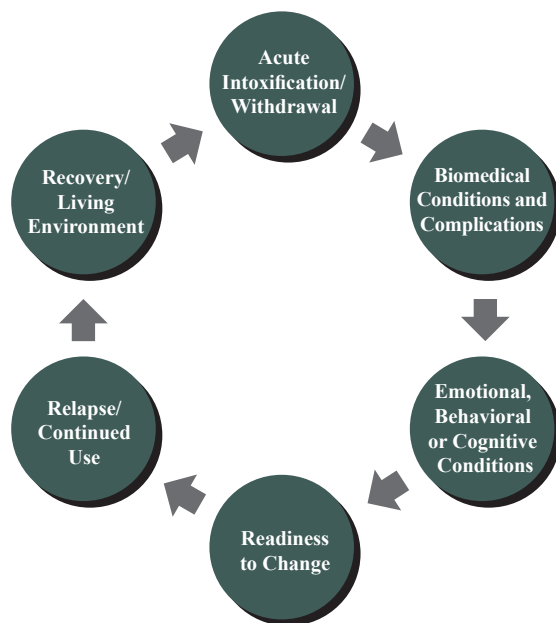 Acute
Intoxification/
Withdrawal
Biomedical
Conditions and
Complications
Emotional,
Behavioral
or Cognitive
Conditions
Readiness
to Change
Relapse/
Continued
Use
Recovery/
Living
Environment